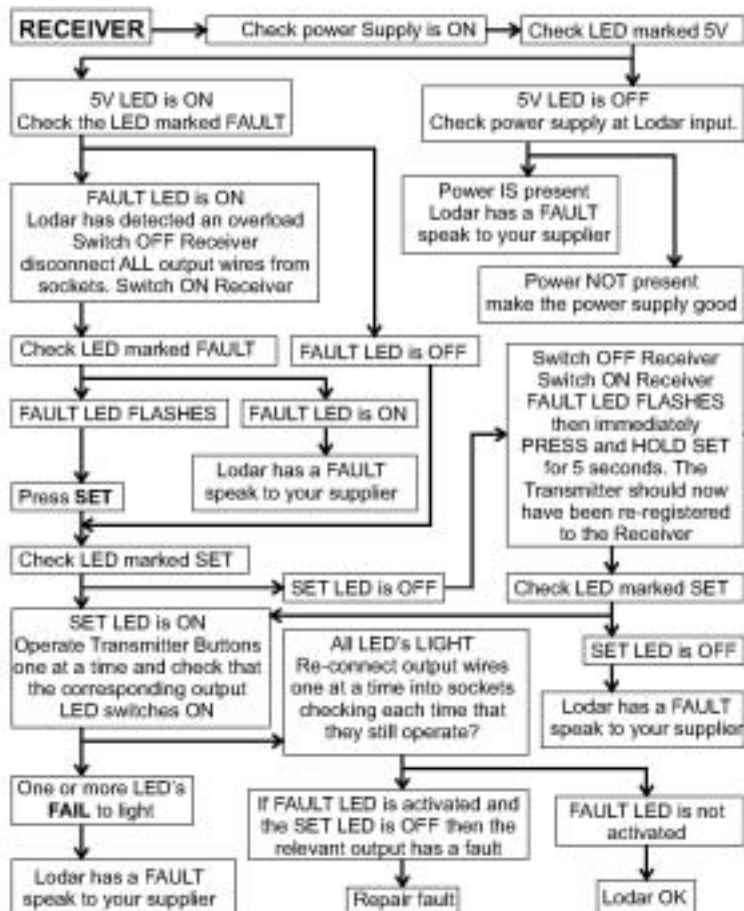 RECEIVER
Check power Supply is ON
Check LED marked 5V
5V LED is ON
Check the LED marked FAULT
5V LED is OFF
Check power supply at Lodar input.
FAULT LED is ON
Lodar has detected an overload
Switch OFF Receiver
disconnect ALL output wires from
sockets. Switch ON Receiver
Power IS present
Lodar has a FAULT
speak to your supplier
Power NOT present
make the power supply good
Check LED marked FAULT
FAULT LED is OFF
FAULT LED FLASHES
FAULT LED is ON
Lodar has a FAULT
speak to your supplier
Press SET
Switch OFF Receiver
Switch ON Receiver
FAULT LED FLASHES
then immediately
PRESS and HOLD SET
for 5 seconds. The
Transmitter should now
have been re-registered
to the Receiver
Check LED marked SET
SET LED is OFF
Check LED marked SET
SET LED is ON
Operate Transmitter Buttons
one at a time and check that
the corresponding output
LED switches ON
All LED's LIGHT
Re-connect output wires
one at a time into sockets
checking each time that
they still operate?
SET LED is OFF
Lodar has a FAULT
speak to your supplier
One or more LED's
FAIL to light
If FAULT LED is activated and
the SET LED is OFF then the
relevant output has a fault
FAULT LED is not
activated
Lodar has a FAULT
speak to your supplier
Repair fault
Lodar OK